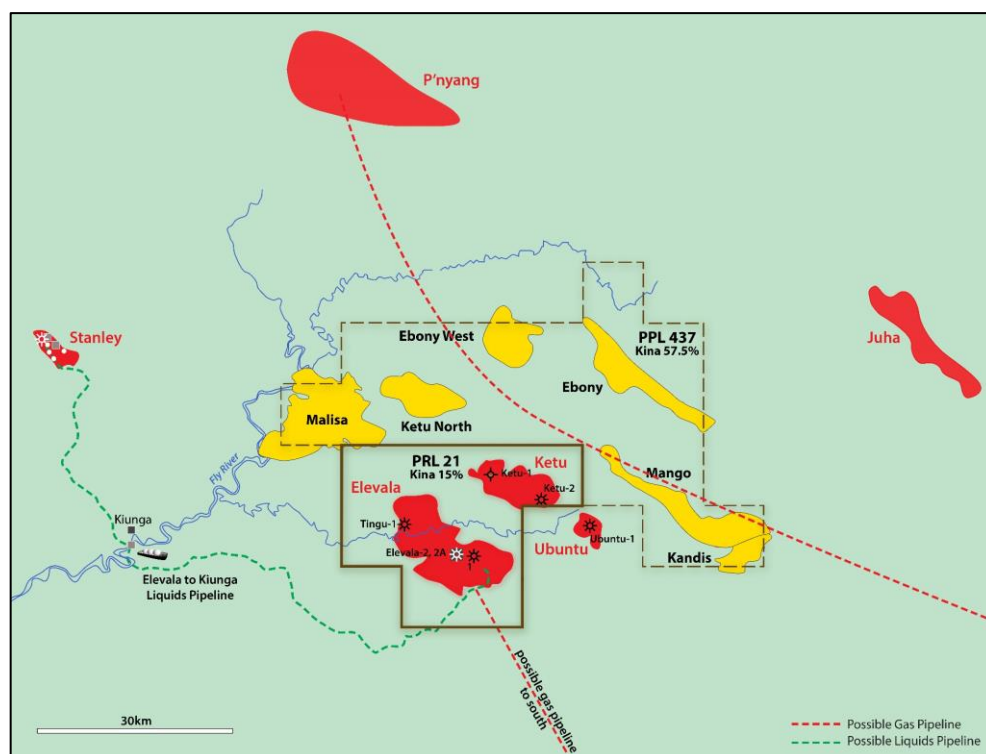 P'nyang
Stanley
Ebony West
PPL 437
Kina 57.5%
Juha
Ebony
Malisa
Ketu North
Fly River
PRL 21
Kina 15%
Ketu
Ketu-1
Mango
Elevala
Ketu-2
Tingu-1
Kiunga
Ubuntu-1
Elevala-2, 2A
1
Ubuntu
Kandis
Elevala to Kiunga
Liquids Pipeline
possible gas pipeline
to south
30km
Possible Gas Pipeline
Possible Liquids Pipeline